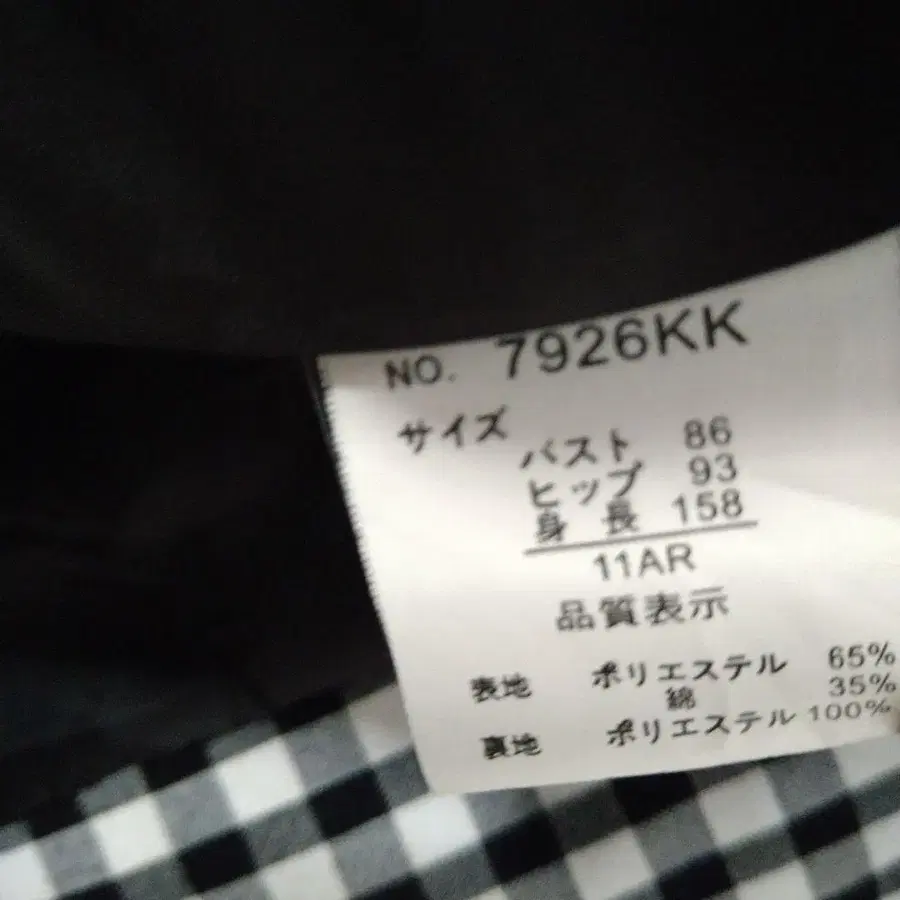 NO. 7926KK
サイズ
バスト 86
ヒップ 93
身長 158
11AR
品質表示
表地 ポリエステル 65%
綿 35%
裏地 ポリエステル 100%